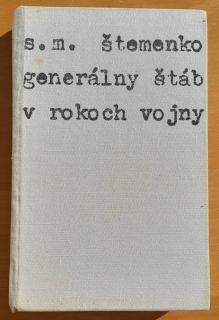 s.m. štemenko
generálny štáb
v rokoch vojny